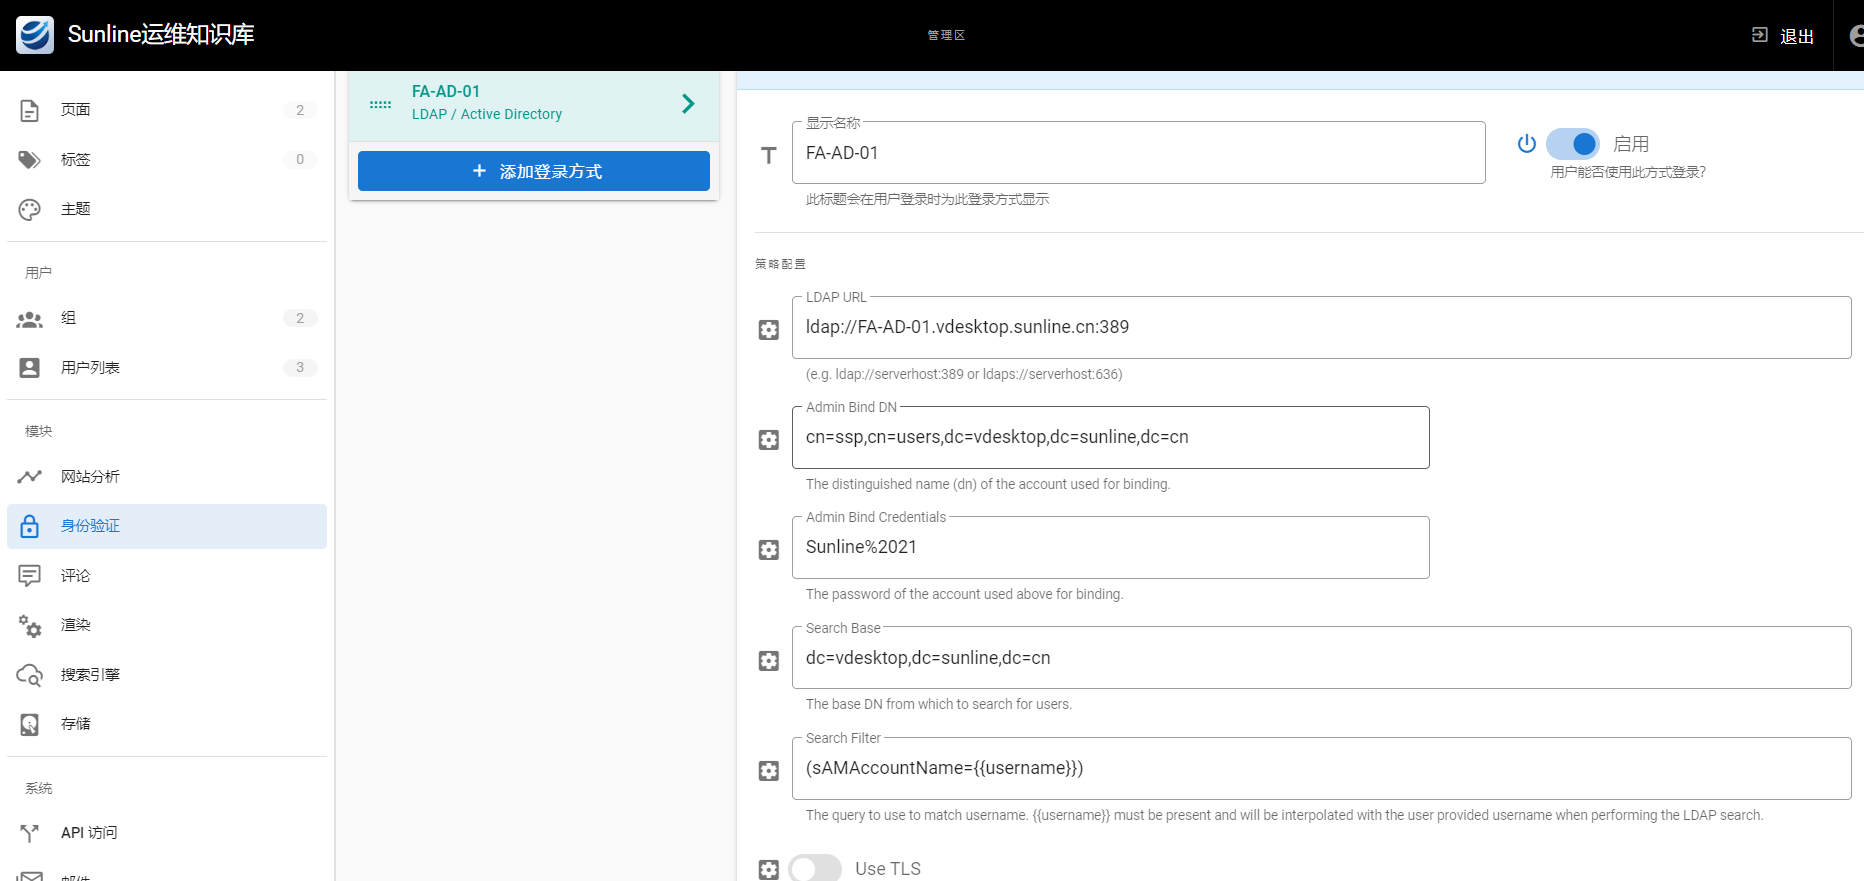 Sunline运维知识库
管理区
退出
页面
2
标签
0
主题
用户
组
2
用户列表
3
模块
网站分析
身份验证
评论
渲染
搜索引擎
存储
系统
API 访问
FA-AD-01
LDAP / Active Directory
添加登录方式
显示名称
FA-AD-01
此标题会在用户登录时为此登录方式显示
启用
用户能否使用此方式登录?
策略配置
LDAP URL
ldap://FA-AD-01.vdesktop.sunline.cn:389
(e.g. ldap://serverhost:389 or ldaps://serverhost:636)
Admin Bind DN
cn=ssp,cn=users,dc=vdesktop,dc=sunline,dc=cn
The distinguished name (dn) of the account used for binding.
Admin Bind Credentials
Sunline%2021
The password of the account used above for binding.
Search Base
dc=vdesktop,dc=sunline,dc=cn
The base DN from which to search for users.
Search Filter
(sAMAccountName={{username}})
The query to use to match username. {{username}} must be present and will be interpolated with the user provided username when performing the LDAP search.
Use TLS